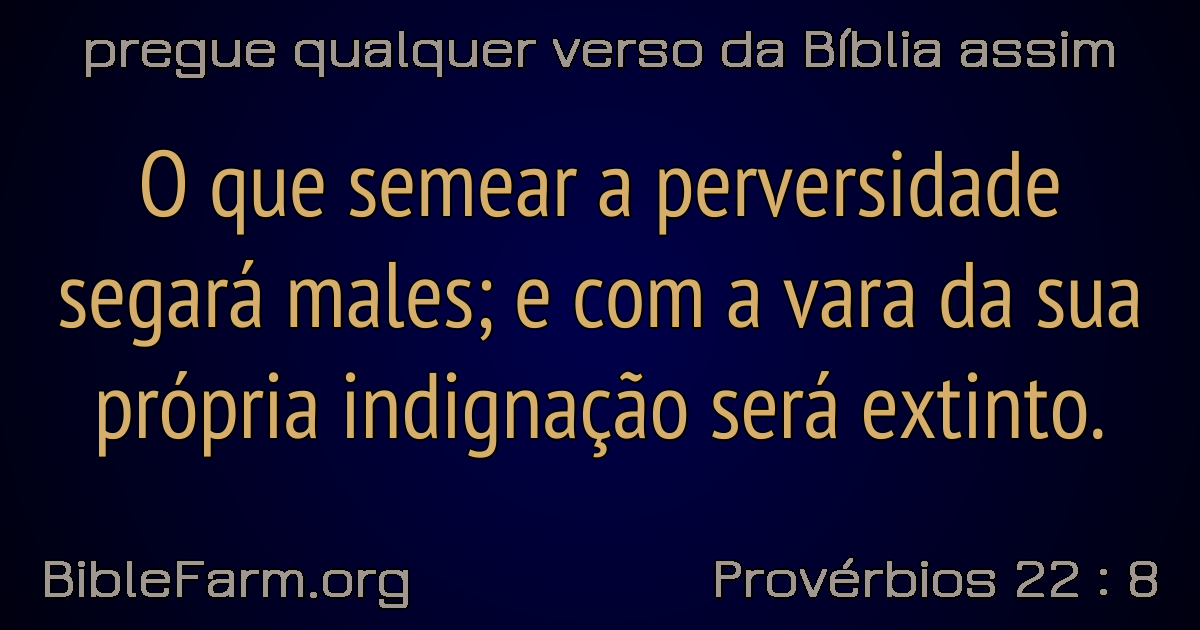 pregue qualquer verso da Bíblia assim
O que semear a perversidade
segará males; e com a vara da sua
própria indignação será extinto.
BibleFarm.org
Provérbios 22 : 8